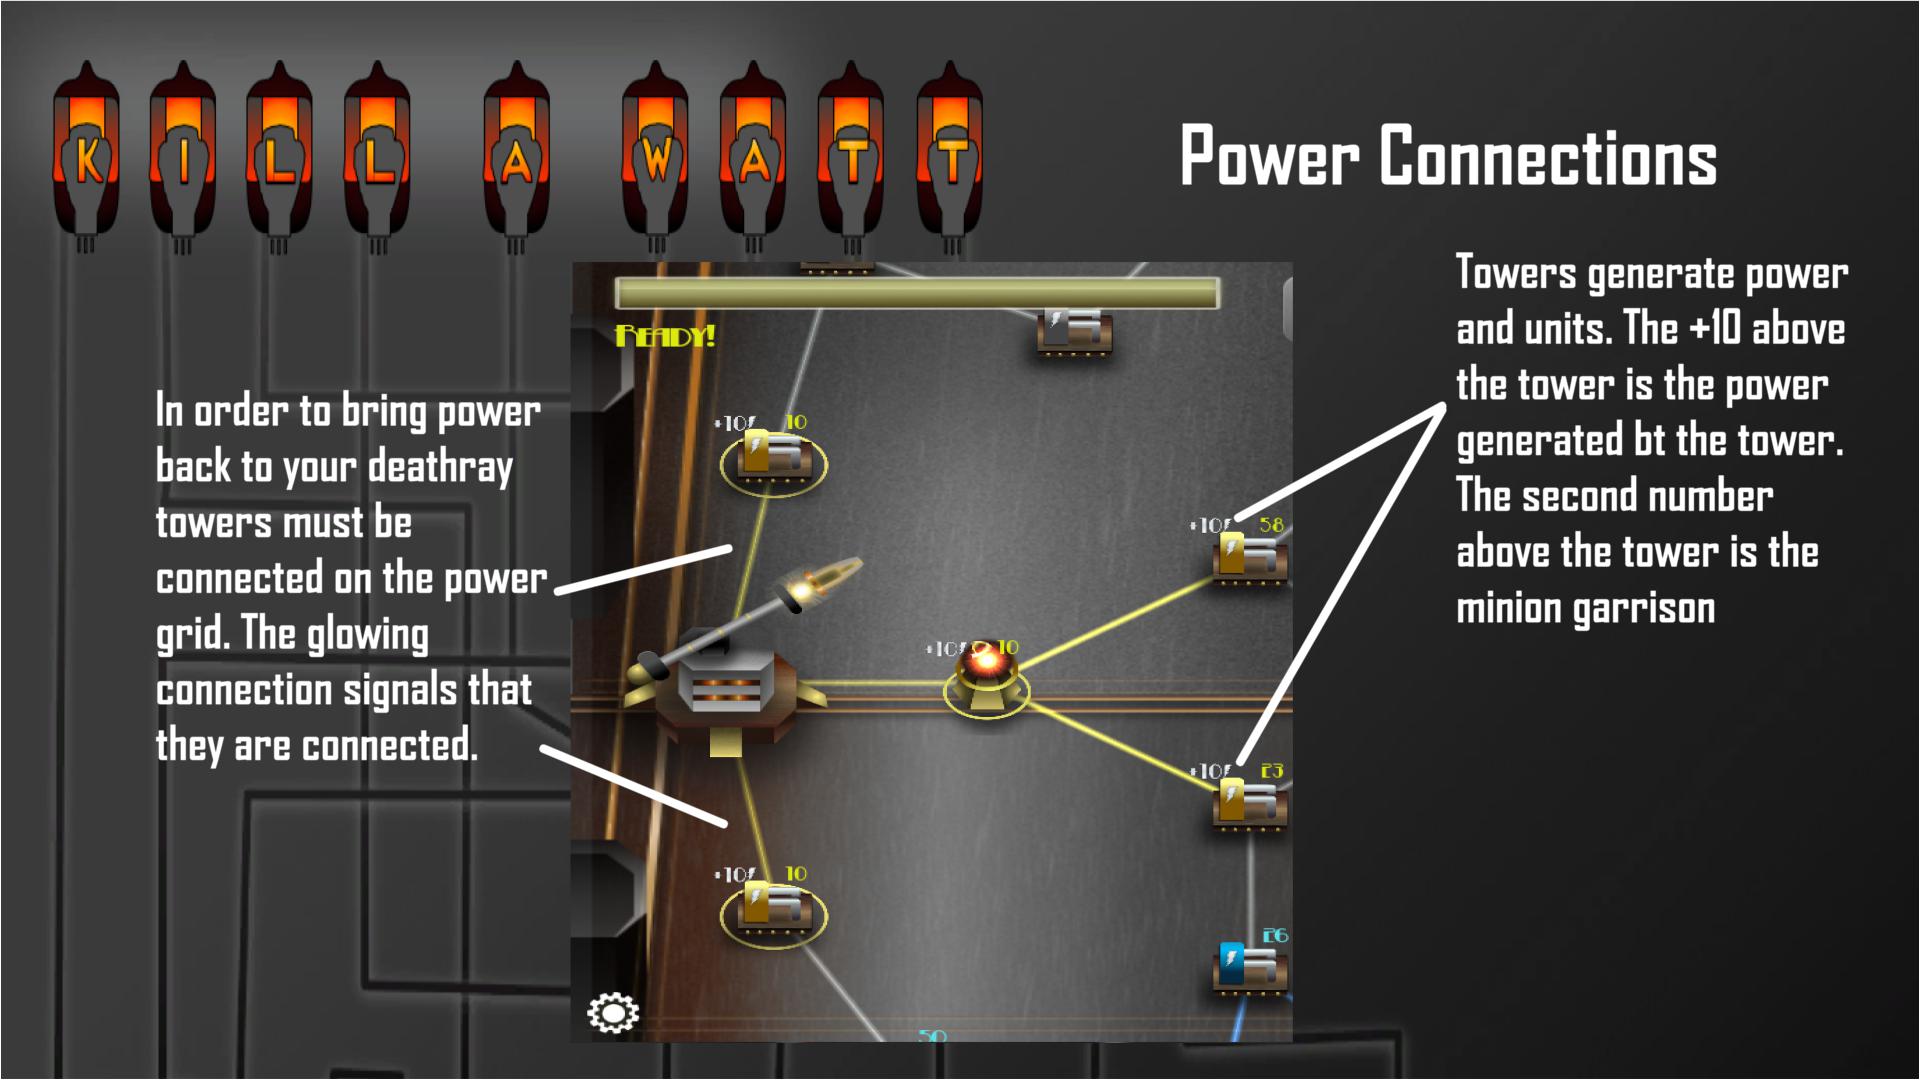 KILL A WATT
Power Connections
In order to bring power
back to your deathray
towers must be
connected on the power
grid. The glowing
connection signals that
they are connected.
Towers generate power
and units. The +10 above
the tower is the power
generated bt the tower.
The second number
above the tower is the
minion garrison
READY!
+10 10
+10 58
+10 10
+10 23
+10 10
26
50